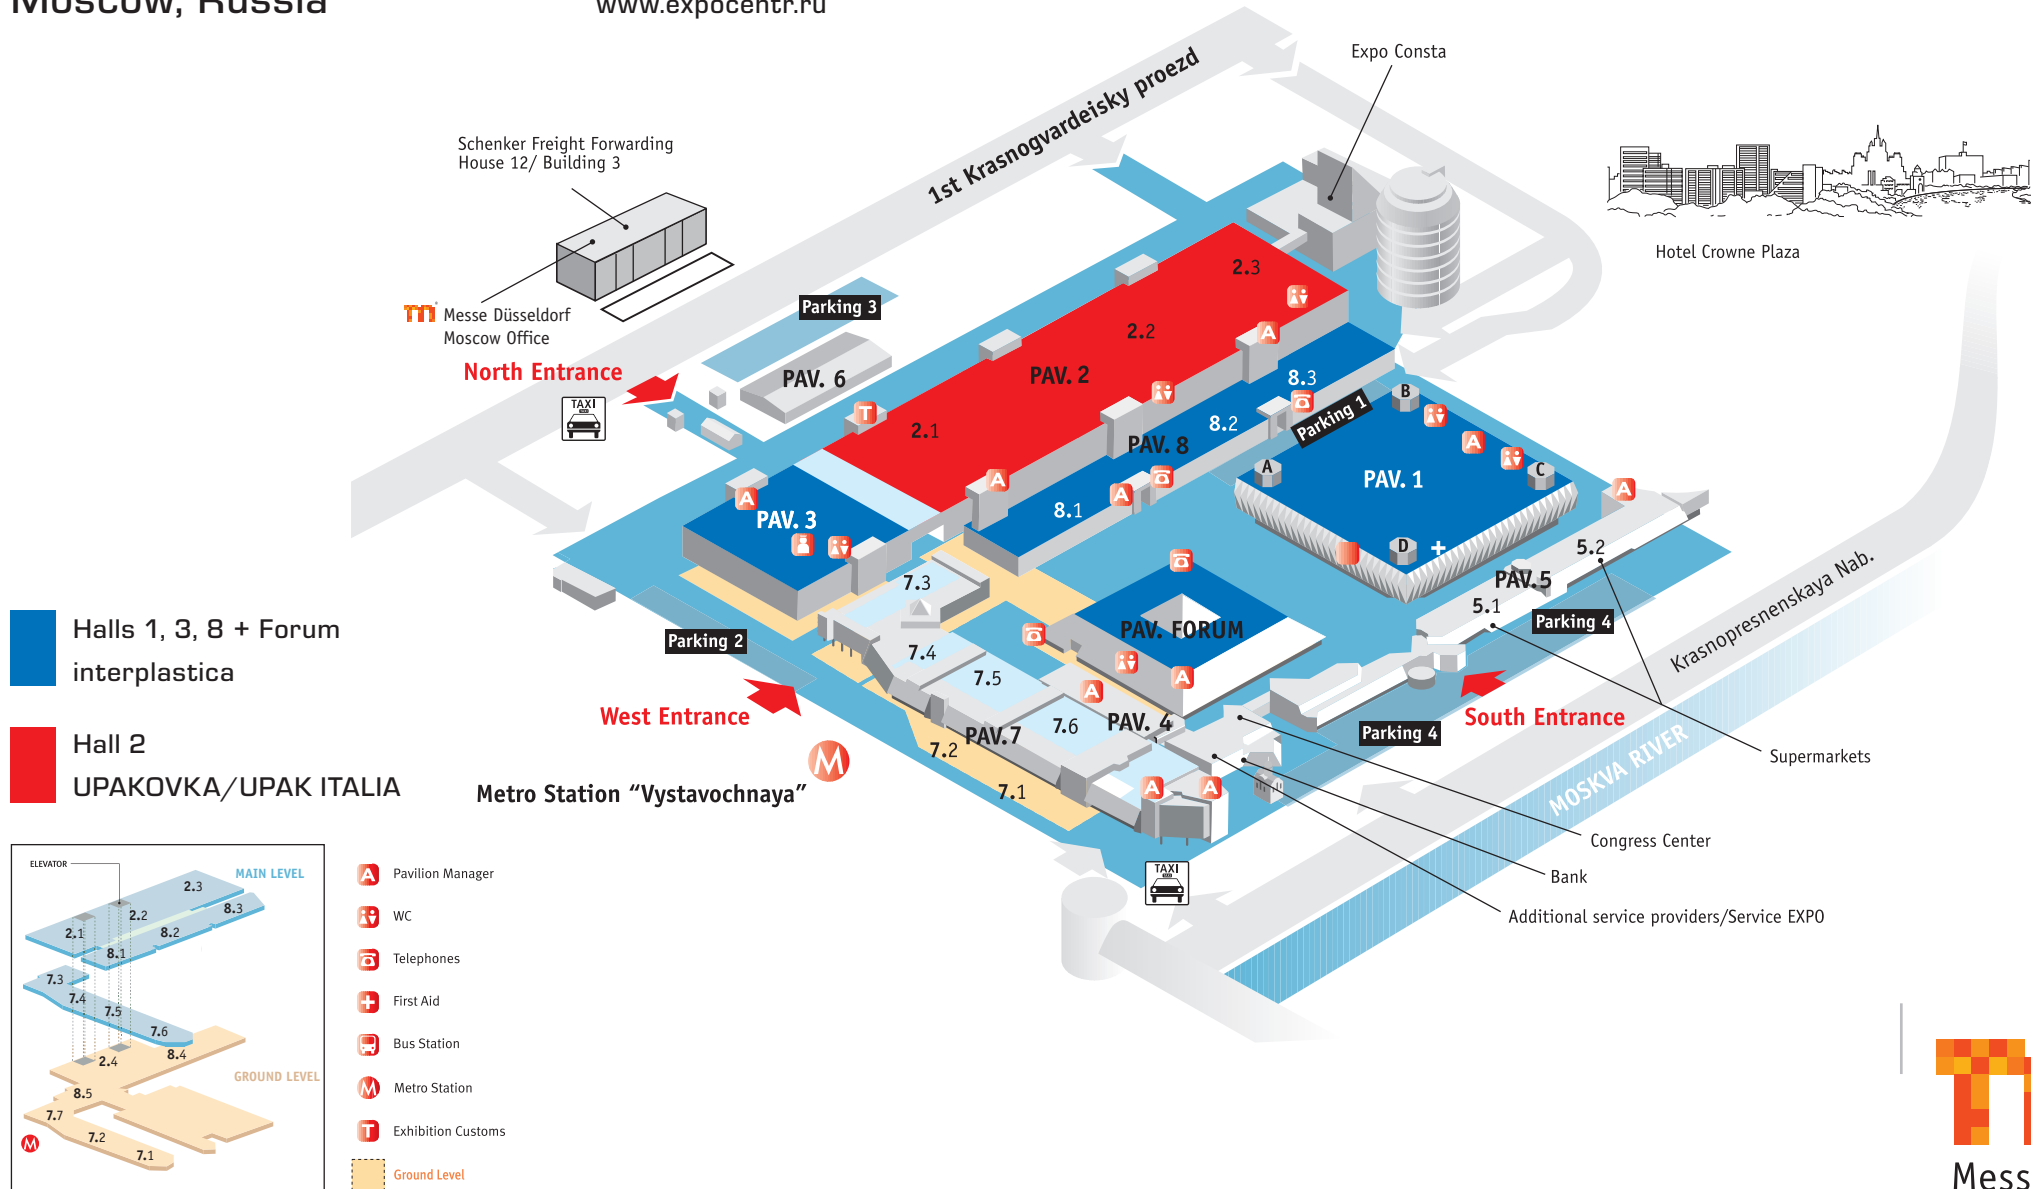 Moscow, Russia
www.expocentr.ru
Expo Consta
1st Krasnogvardeisky proezd
Schenker Freight Forwarding
House 12/ Building 3
Hotel Crowne Plaza
Messe Düsseldorf
Moscow Office
North Entrance
TAXI
Parking 3
PAV. 6
2.3
2.2
PAV. 2
2.1
T
A
A
8.3
8.2
PAV. 8
8.1
A
A
Parking 1
B
A
A
C
D
PAV. 1
A
A
PAV. 3
5.2
PAV. 5
5.1
Parking 4
Krasnopresnenskaya Nab.
7.3
PAV. FORUM
Parking 2
7.4
7.5
7.6
A
A
PAV. 4
PAV. 7
7.2
7.1
West Entrance
South Entrance
Parking 4
MOSKVA RIVER
Supermarkets
M
Metro Station “Vystavochnaya”
A
A
TAXI
Congress Center
Bank
Additional service providers/Service EXPO
Halls 1, 3, 8 + Forum
interplastica
Hall 2
UPAKOVKA/UPAK ITALIA
ELEVATOR
MAIN LEVEL
2.3
2.2
8.3
2.1
8.2
8.1
7.3
7.4
7.5
7.6
8.4
2.4
GROUND LEVEL
8.5
7.7
7.2
7.1
M
A Pavilion Manager
WC
Telephones
First Aid
Bus Station
M Metro Station
T Exhibition Customs
Ground Level
Mess